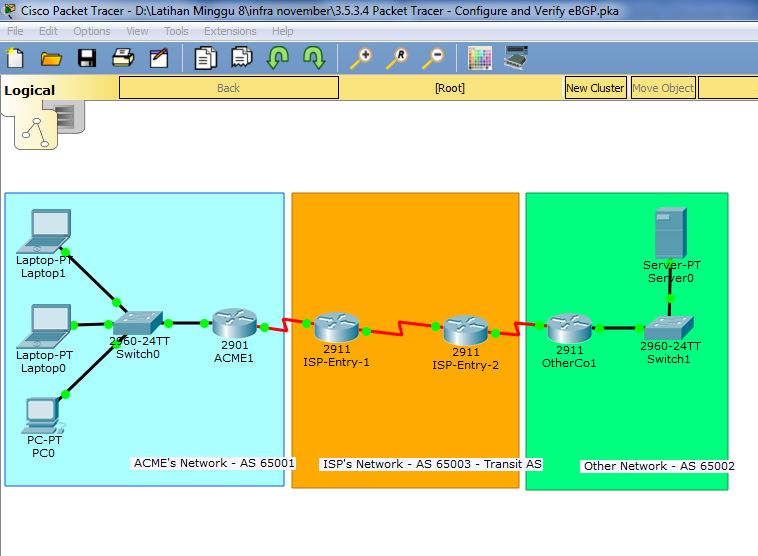 Cisco Packet Tracer - D:\Latihan Minggu 8\infra november\3.5.3.4 Packet Tracer - Configure and Verify eBGP.pka
File Edit Options View Tools Extensions Help
Logical
Back
[Root]
New Cluster
Move Object
Laptop-PT
Laptop1
Laptop-PT
Laptop0
PC-PT
PC0
2960-24TT
Switch0
2901
ACME1
2911
ISP-Entry-1
2911
ISP-Entry-2
2911
OtherCo1
Server-PT
Server0
2960-24TT
Switch1
ACME's Network - AS 65001
ISP's Network - AS 65003 - Transit AS
Other Network - AS 65002